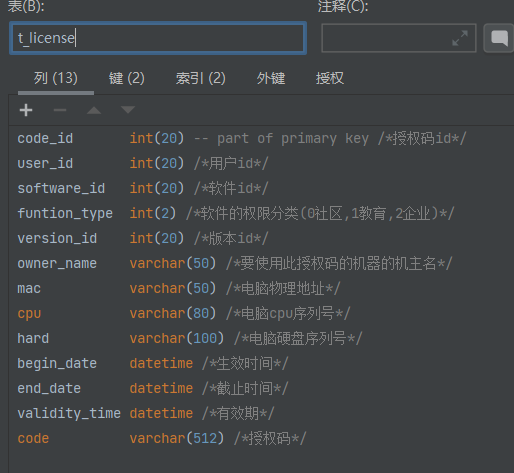 表(B):
注释(C):
t_license
列 (13) 键 (2) 索引 (2) 外键 授权
code_id int(20) -- part of primary key /*授权码id*/
user_id int(20) /*用户id*/
software_id int(20) /*软件id*/
funtion_type int(2) /*软件的权限分类(0社区,1教育,2企业)*/
version_id int(20) /*版本id*/
owner_name varchar(50) /*要使用此授权码的机器的机主名*/
mac varchar(50) /*电脑物理地址*/
cpu varchar(80) /*电脑cpu序列号*/
hard varchar(100) /*电脑硬盘序列号*/
begin_date datetime /*生效时间*/
end_date datetime /*截止时间*/
validity_time datetime /*有效期*/
code varchar(512) /*授权码*/